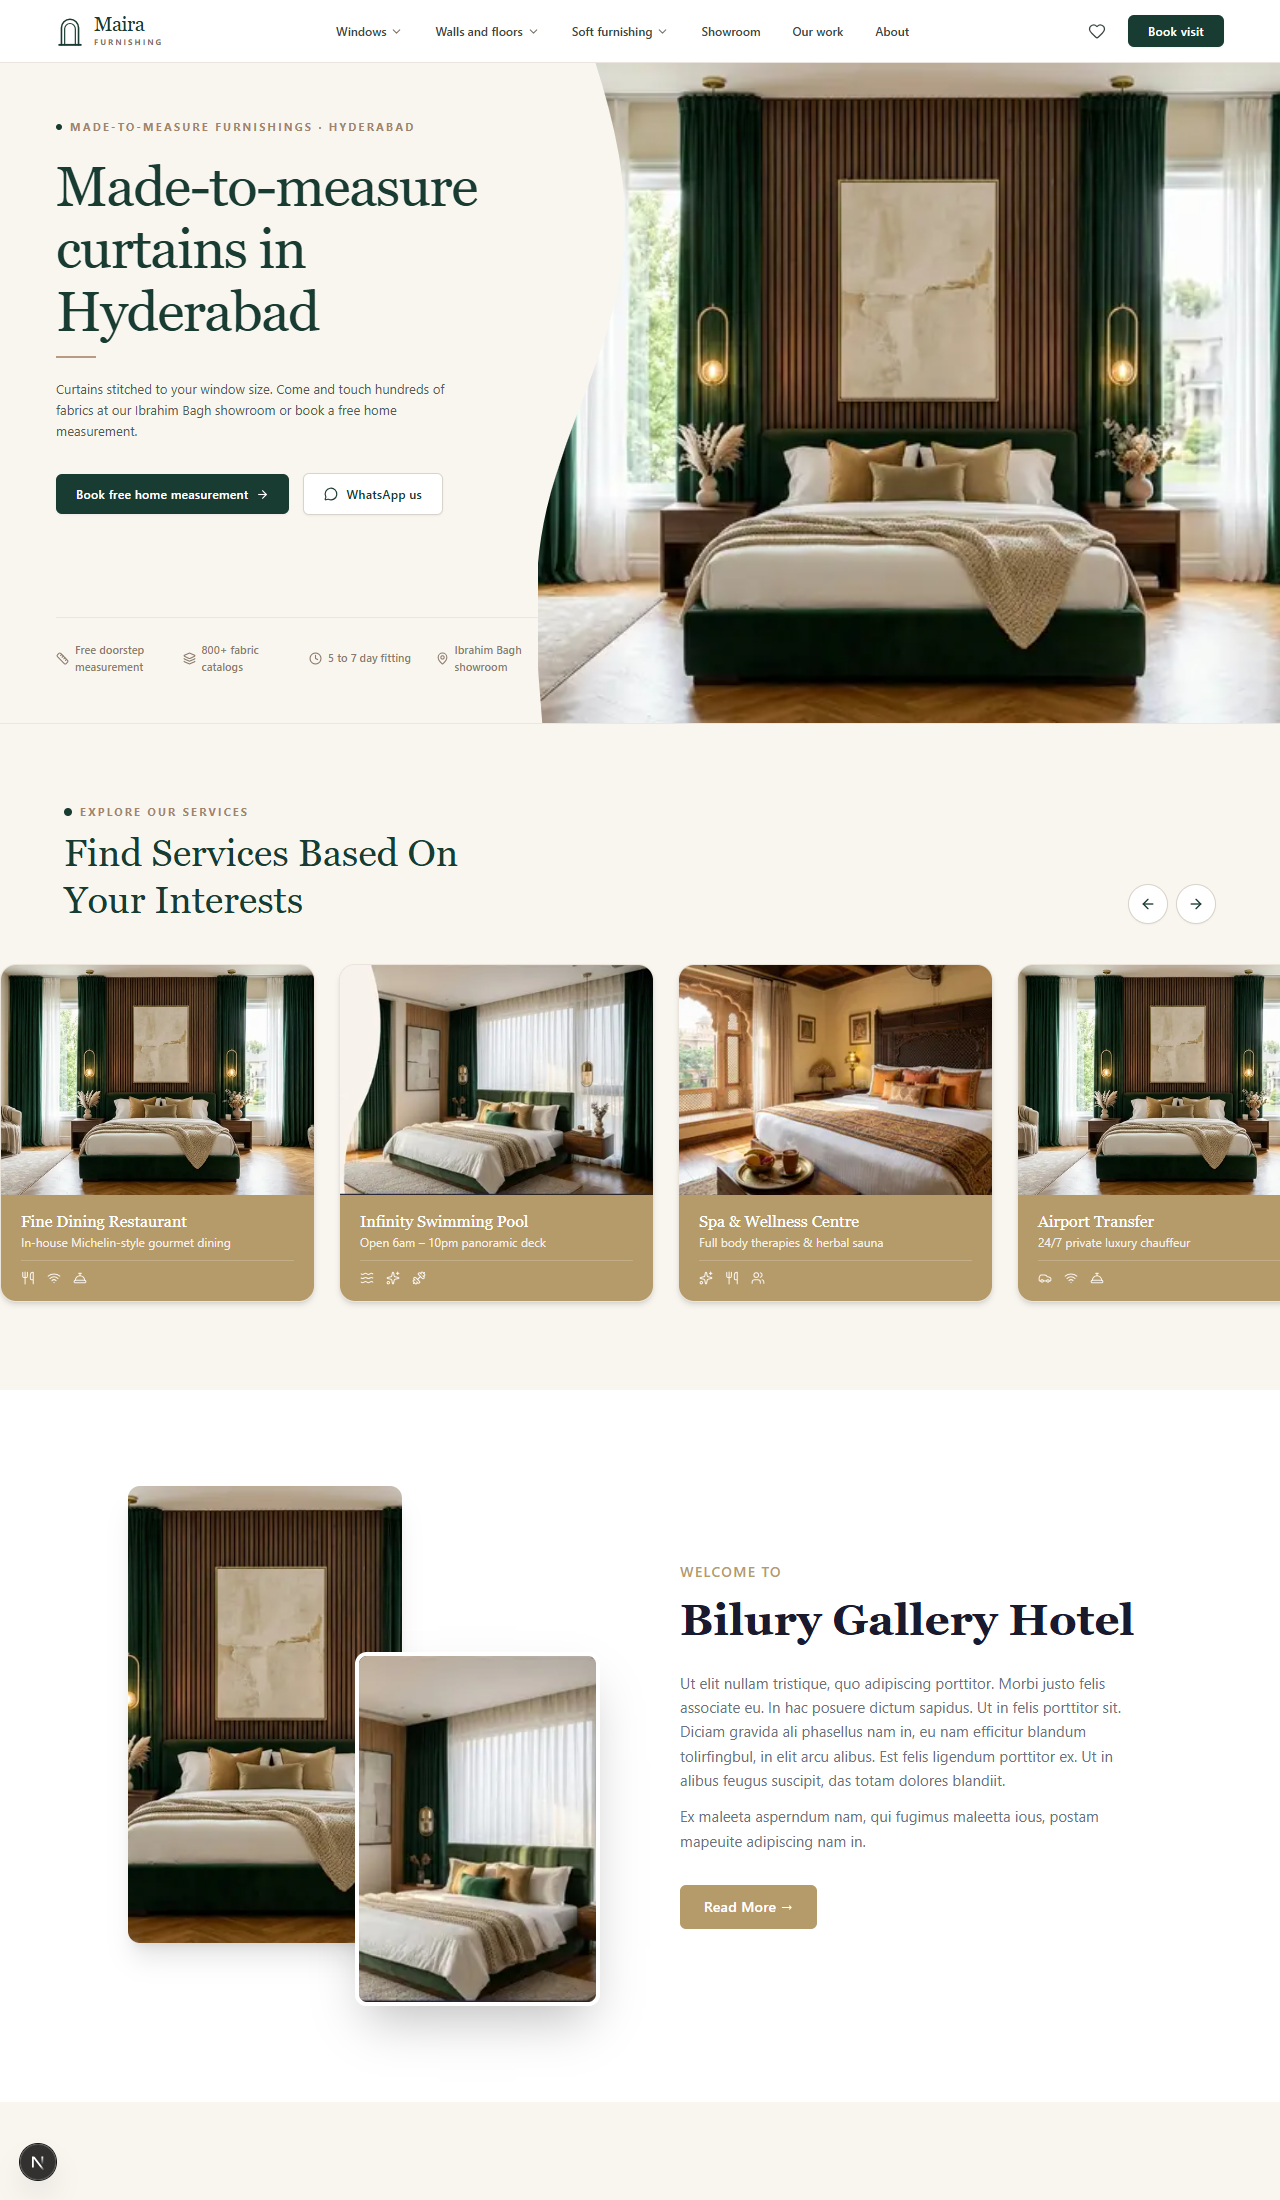 Maira
FURNISHING
Windows
Walls and floors
Soft furnishing
Showroom
Our work
About
Book visit
MADE-TO-MEASURE FURNISHINGS • HYDERABAD
Made-to-measure
curtains in
Hyderabad
Curtains stitched to your window size. Come and touch hundreds of
fabrics at our Ibrahim Bagh showroom or book a free home
measurement.
Book free home measurement →
WhatsApp us
Free doorstep
measurement
800+ fabric
catalogs
5 to 7 day fitting
Ibrahim Bagh
showroom
EXPLORE OUR SERVICES
Find Services Based On
Your Interests
Fine Dining Restaurant
In-house Michelin-style gourmet dining
Infinity Swimming Pool
Open 6am – 10pm panoramic deck
Spa & Wellness Centre
Full body therapies & herbal sauna
Airport Transfer
24/7 private luxury chauffeur
WELCOME TO
Bilury Gallery Hotel
Ut elit nullam tristique, quo adipiscing porttitor. Morbi justo felis
associate eu. In hac posuere dictum sapidus. Ut in felis porttitor sit.
Diciam gravida ali phasellus nam in, eu nam efficitur blandum
tolirfingbul, in elit arcu alibus. Est felis ligendum porttitor ex. Ut in
alibus feugus suscipit, das totam dolores blandiit.
Ex maleeta asperndum nam, qui fugimus maleetta ious, postam
mapeuite adipiscing nam in.
Read More →
N